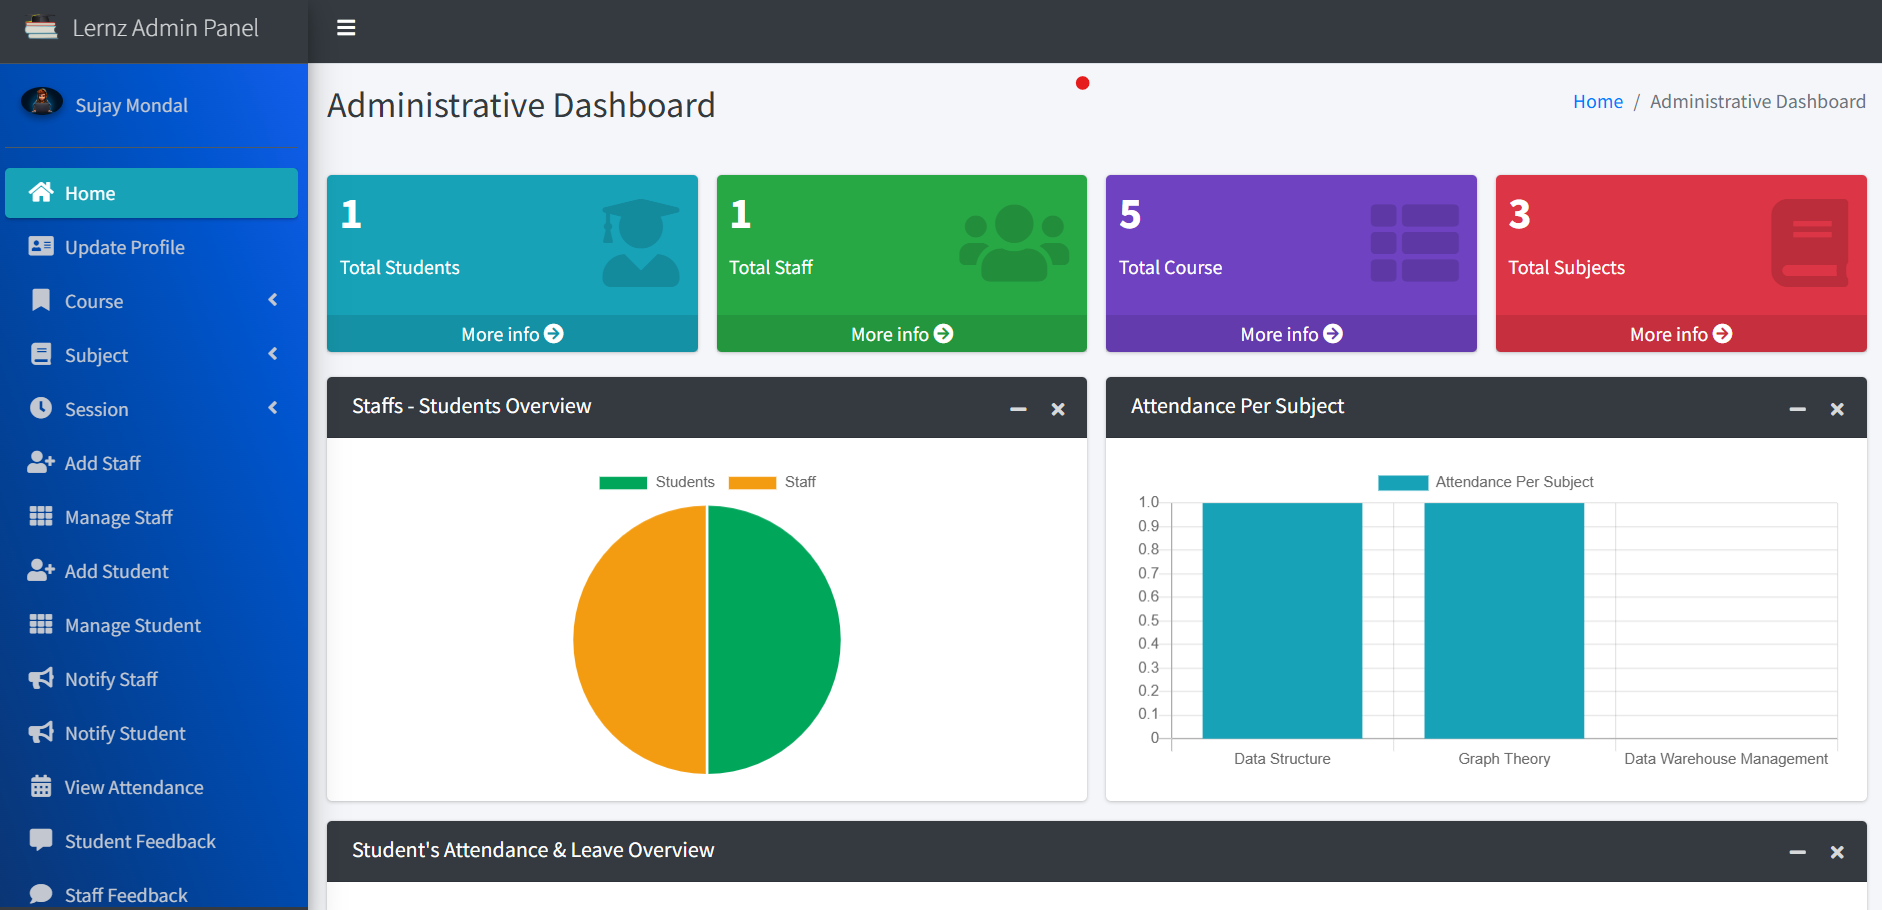 Lernz Admin Panel
Sujay Mondal
Home
Update Profile
Course
Subject
Session
Add Staff
Manage Staff
Add Student
Manage Student
Notify Staff
Notify Student
View Attendance
Student Feedback
Staff Feedback
Administrative Dashboard
Home / Administrative Dashboard
1
Total Students
More info
1
Total Staff
More info
5
Total Course
More info
3
Total Subjects
More info
Staffs - Students Overview
Students Staff
Attendance Per Subject
Attendance Per Subject
1.0
0.9
0.8
0.7
0.6
0.5
0.4
0.3
0.2
0.1
0
Data Structure Graph Theory Data Warehouse Management
Student's Attendance & Leave Overview